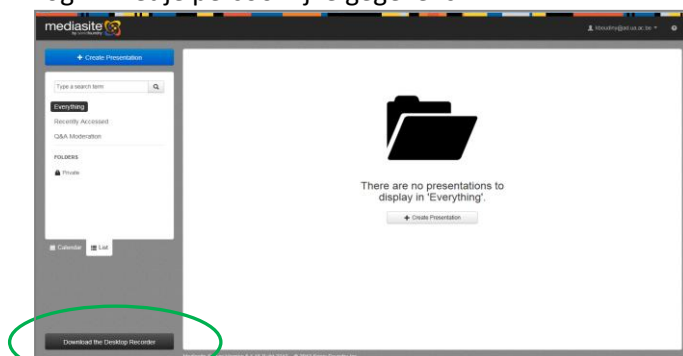 mediasite
+ Create Presentation
Type a search term
Everything
Recently Accessed
Q&A Moderation
FOLDERS
Private
There are no presentations to
display in 'Everything'.
+ Create Presentation
Calendar
List
Download the Desktop Recorder